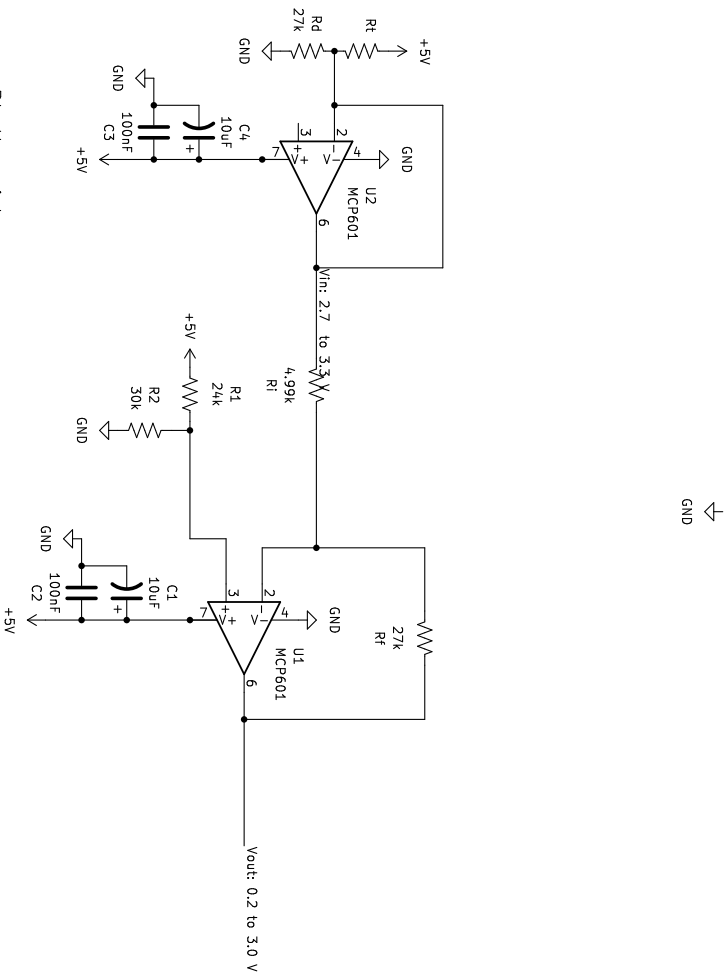 +5V
Rt
Rd
27k
GND
GND
C4
10uF
100nF
C3
+5V
2
3
4
7
6
+
-
V+
V-
+
GND
U2
MCP601
Vin: 2.7 to 3.3 V
4.99k
Ri
+5V
R1
24k
R2
30k
GND
GND
GND
C1
10uF
100nF
C2
+5V
2
3
4
7
6
+
-
V+
V-
+
GND
U1
MCP601
27k
Rf
Vout: 0.2 to 3.0 V